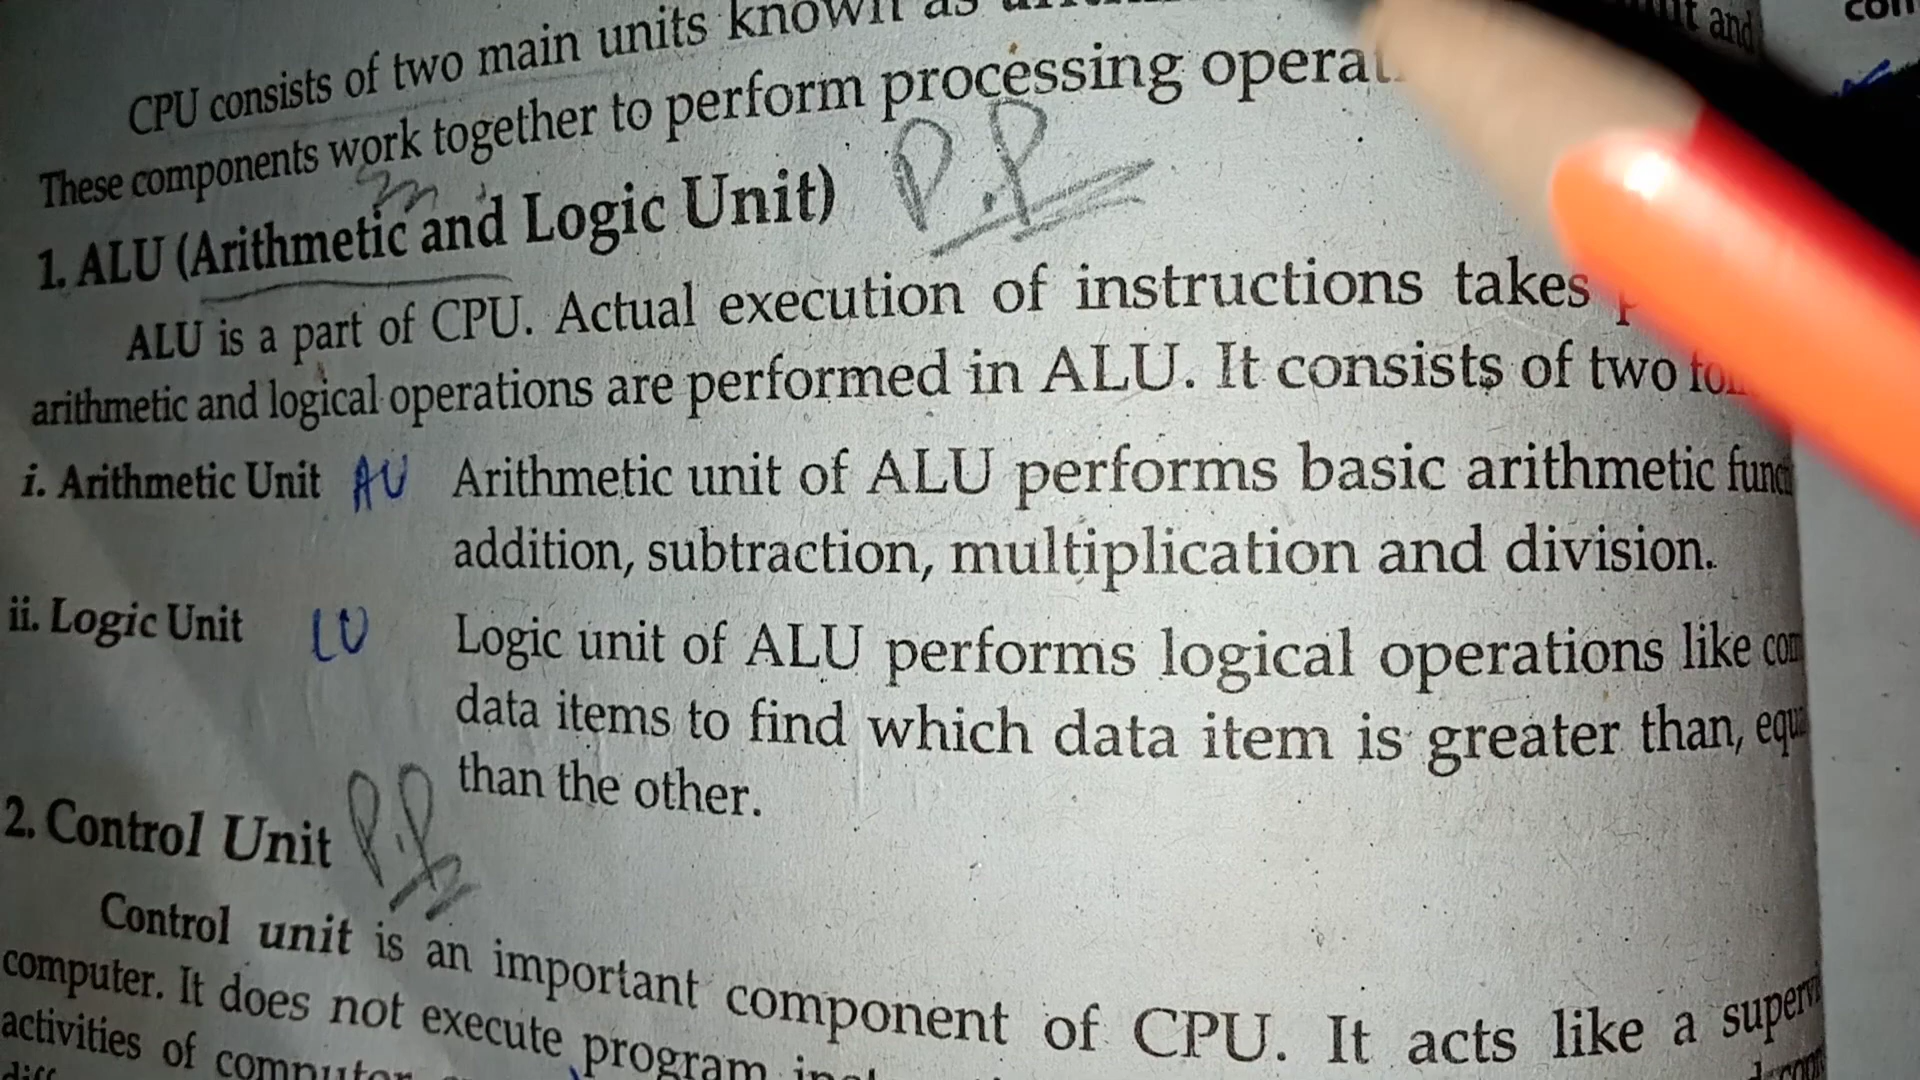 CPU consists of two main units known as
and
These components work together to perform processing
1. ALU (Arithmetic and Logic Unit) P.P
ALU is a part of CPU. Actual execution of instructions takes
arithmetic and logical operations are performed in ALU. It consists of two
i. Arithmetic Unit AU Arithmetic unit of ALU performs basic arithmetic
addition, subtraction, multiplication and division.
ii. Logic Unit LU Logic unit of ALU performs logical operations like
data items to find which data item is greater than,
than the other.
2. Control Unit P.P
Control unit is an important component of CPU. It acts like a
computer. It does not execute program
activities of computer